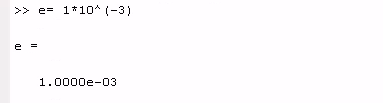 >> e= 1*10^(-3)
e =
1.0000e-03